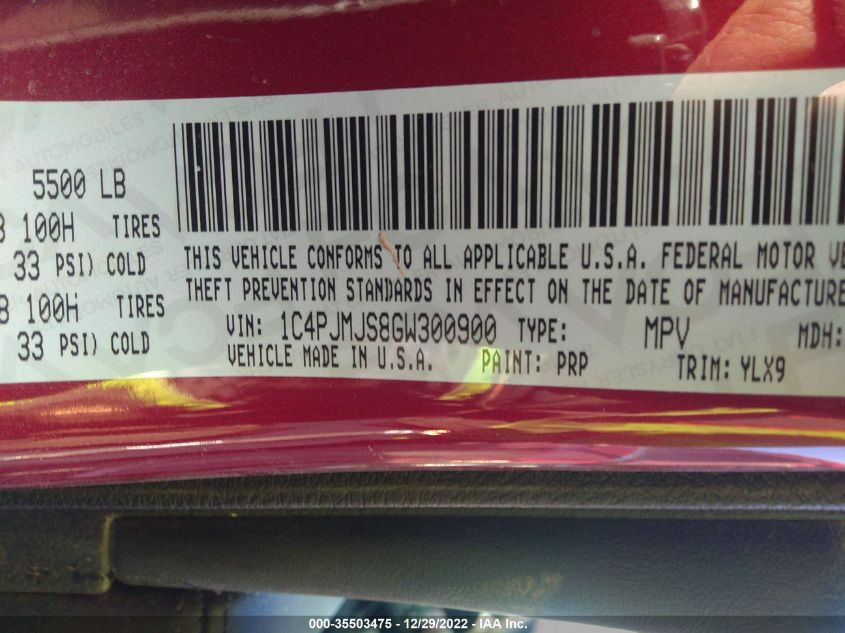 5500 LB
100H TIRES
33 PSI) COLD
100H TIRES
33 PSI) COLD
THIS VEHICLE CONFORMS TO ALL APPLICABLE U.S.A. FEDERAL MOTOR
THEFT PREVENTION STANDARDS IN EFFECT ON THE DATE OF MANUFACTURE
VIN: 1C4PJMJS8GW300900 TYPE: MPV MDH:
VEHICLE MADE IN U.S.A. PAINT: PRP TRIM: YLX9
000-35503475 - 12/29/2022 - IAA Inc.